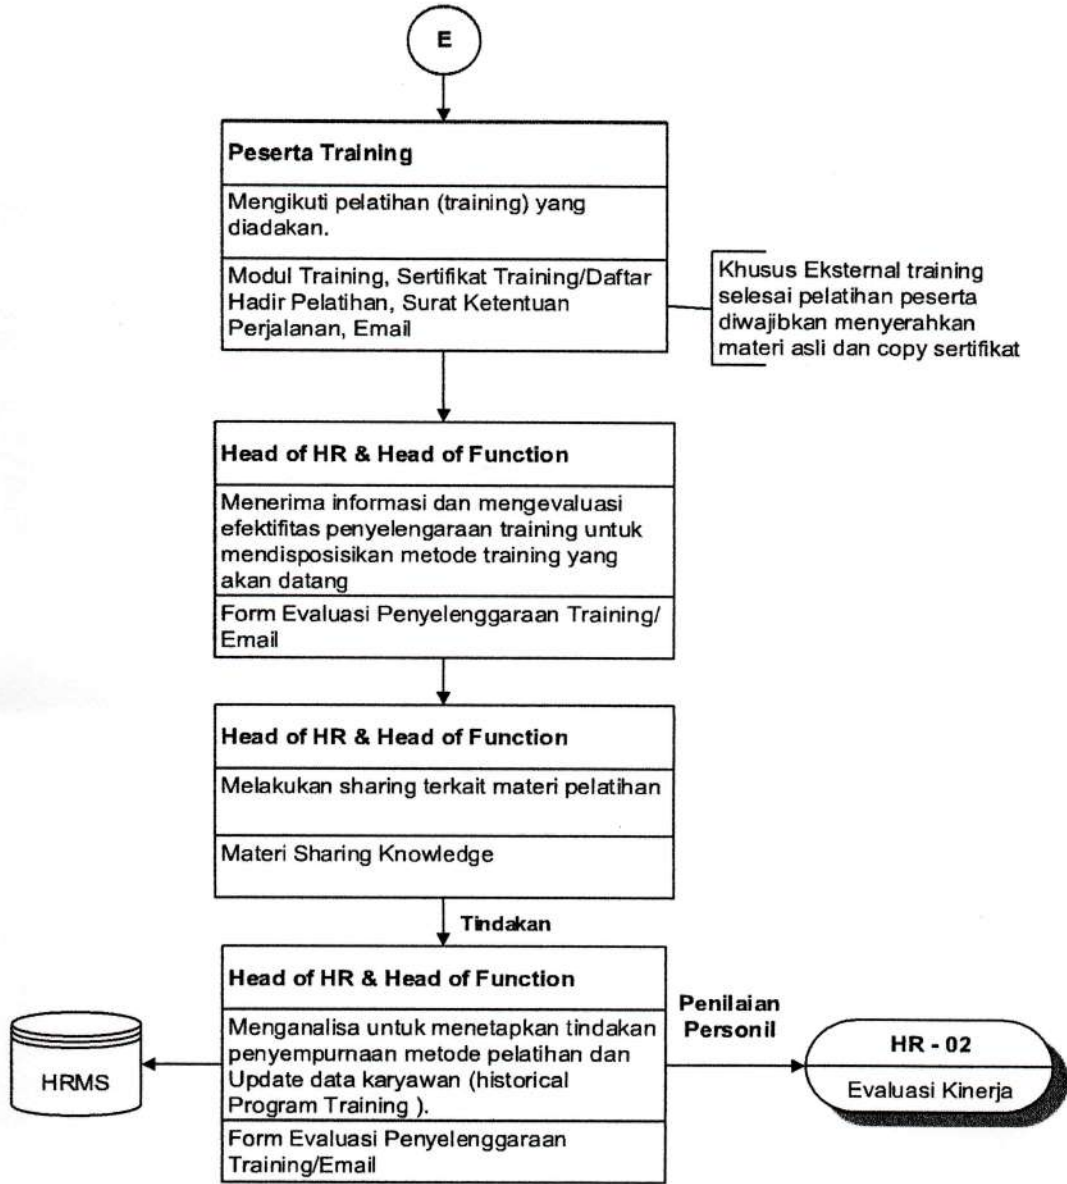 E
Peserta Training
Mengikuti pelatihan (training) yang
diadakan.
Modul Training, Sertifikat Training/Daftar
Hadir Pelatihan, Surat Ketentuan
Perjalanan, Email
Khusus Eksternal training
selesai pelatihan peserta
diwajibkan menyerahkan
materi asli dan copy sertifikat
Head of HR & Head of Function
Menerima informasi dan mengevaluasi
efektifitas penyelengaraan training untuk
mendisposisikan metode training yang
akan datang
Form Evaluasi Penyelenggaraan Training/
Email
Head of HR & Head of Function
Melakukan sharing terkait materi pelatihan
Materi Sharing Knowledge
Tindakan
Head of HR & Head of Function
Menganalisa untuk menetapkan tindakan
penyempurnaan metode pelatihan dan
Update data karyawan (historical
Program Training ).
Form Evaluasi Penyelenggaraan
Training/Email
HRMS
Penilaian
Personil
HR - 02
Evaluasi Kinerja